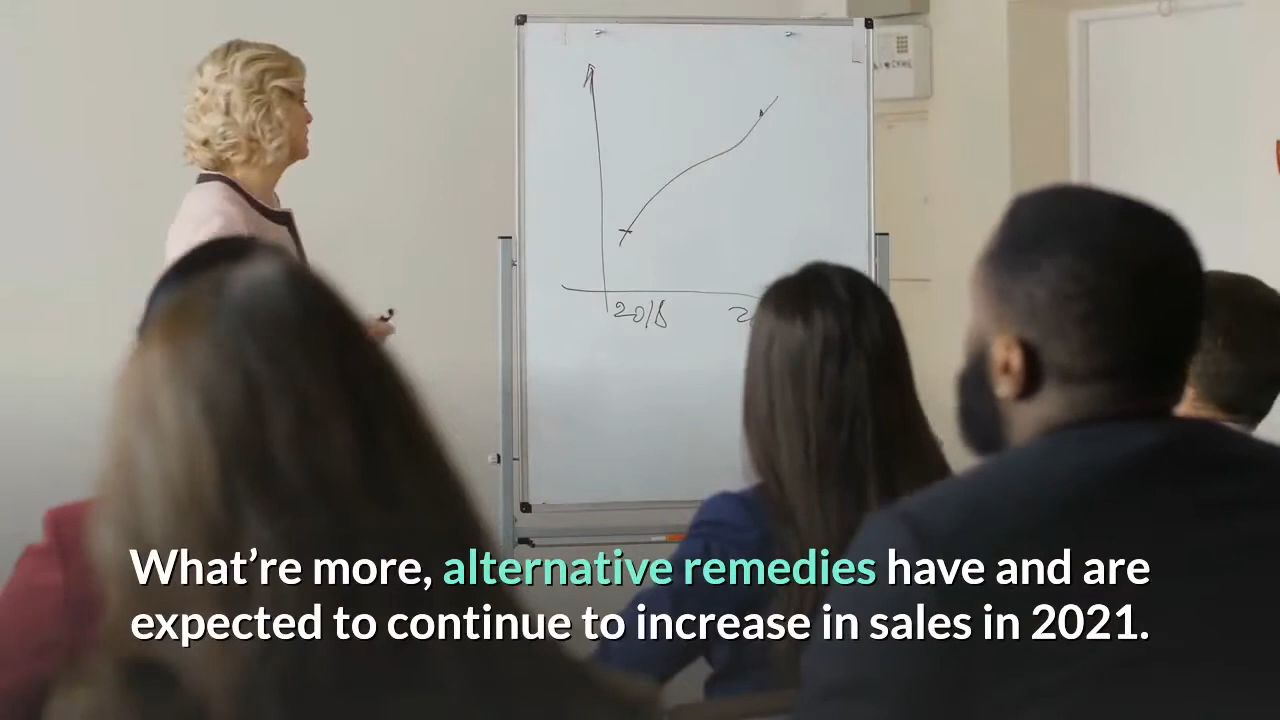 2018
What’re more, alternative remedies have and are
expected to continue to increase in sales in 2021.